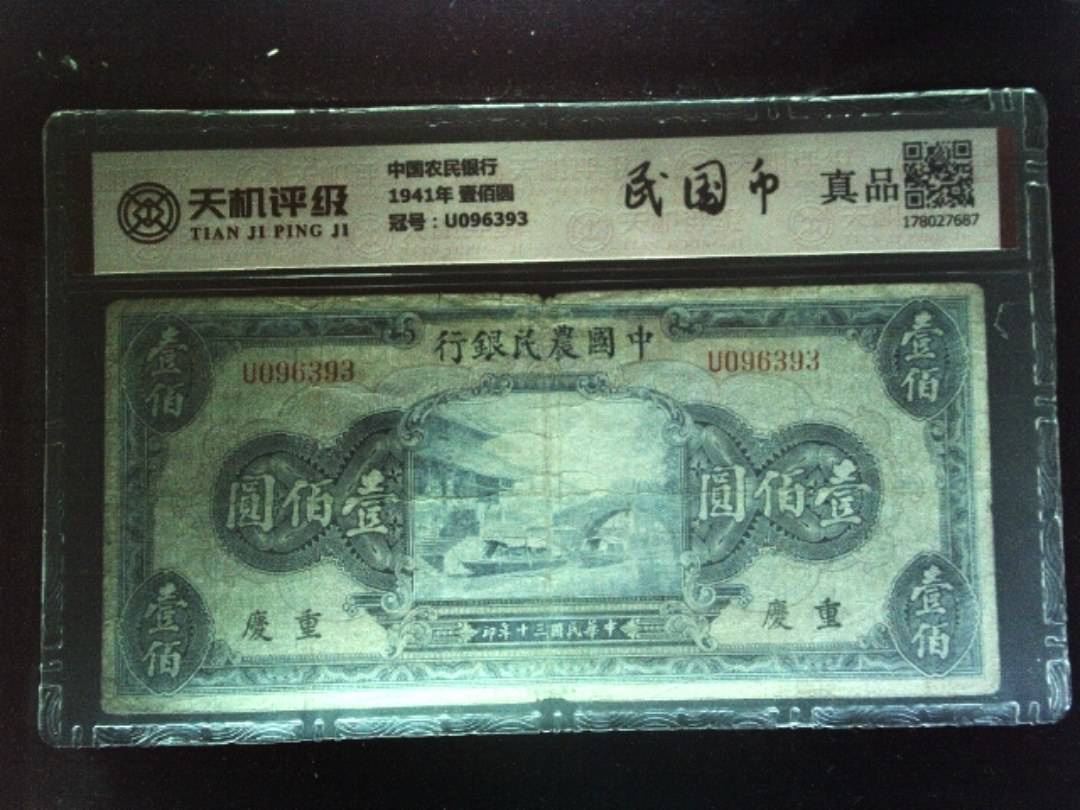 天机评级
TIAN JI PING JI
中国农民银行
1941年 壹佰圆
冠号：U096393
民国币
真品
178027687
行銀民農國中
U096393
U096393
壹佰
壹佰
圓佰壹
圓佰壹
慶重
慶重
壹佰
壹佰
印年十三國民華中